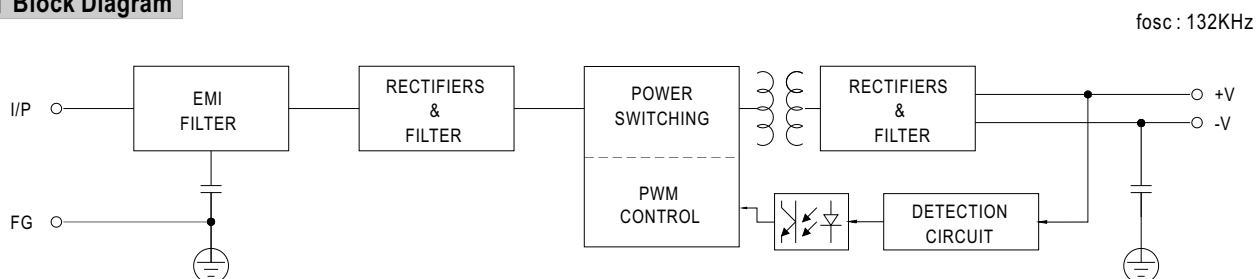 Block Diagram
fosc : 132KHz
I/P
EMI
FILTER
RECTIFIERS
&
FILTER
POWER
SWITCHING
RECTIFIERS
&
FILTER
+V
-V
PWM
CONTROL
DETECTION
CIRCUIT
FG